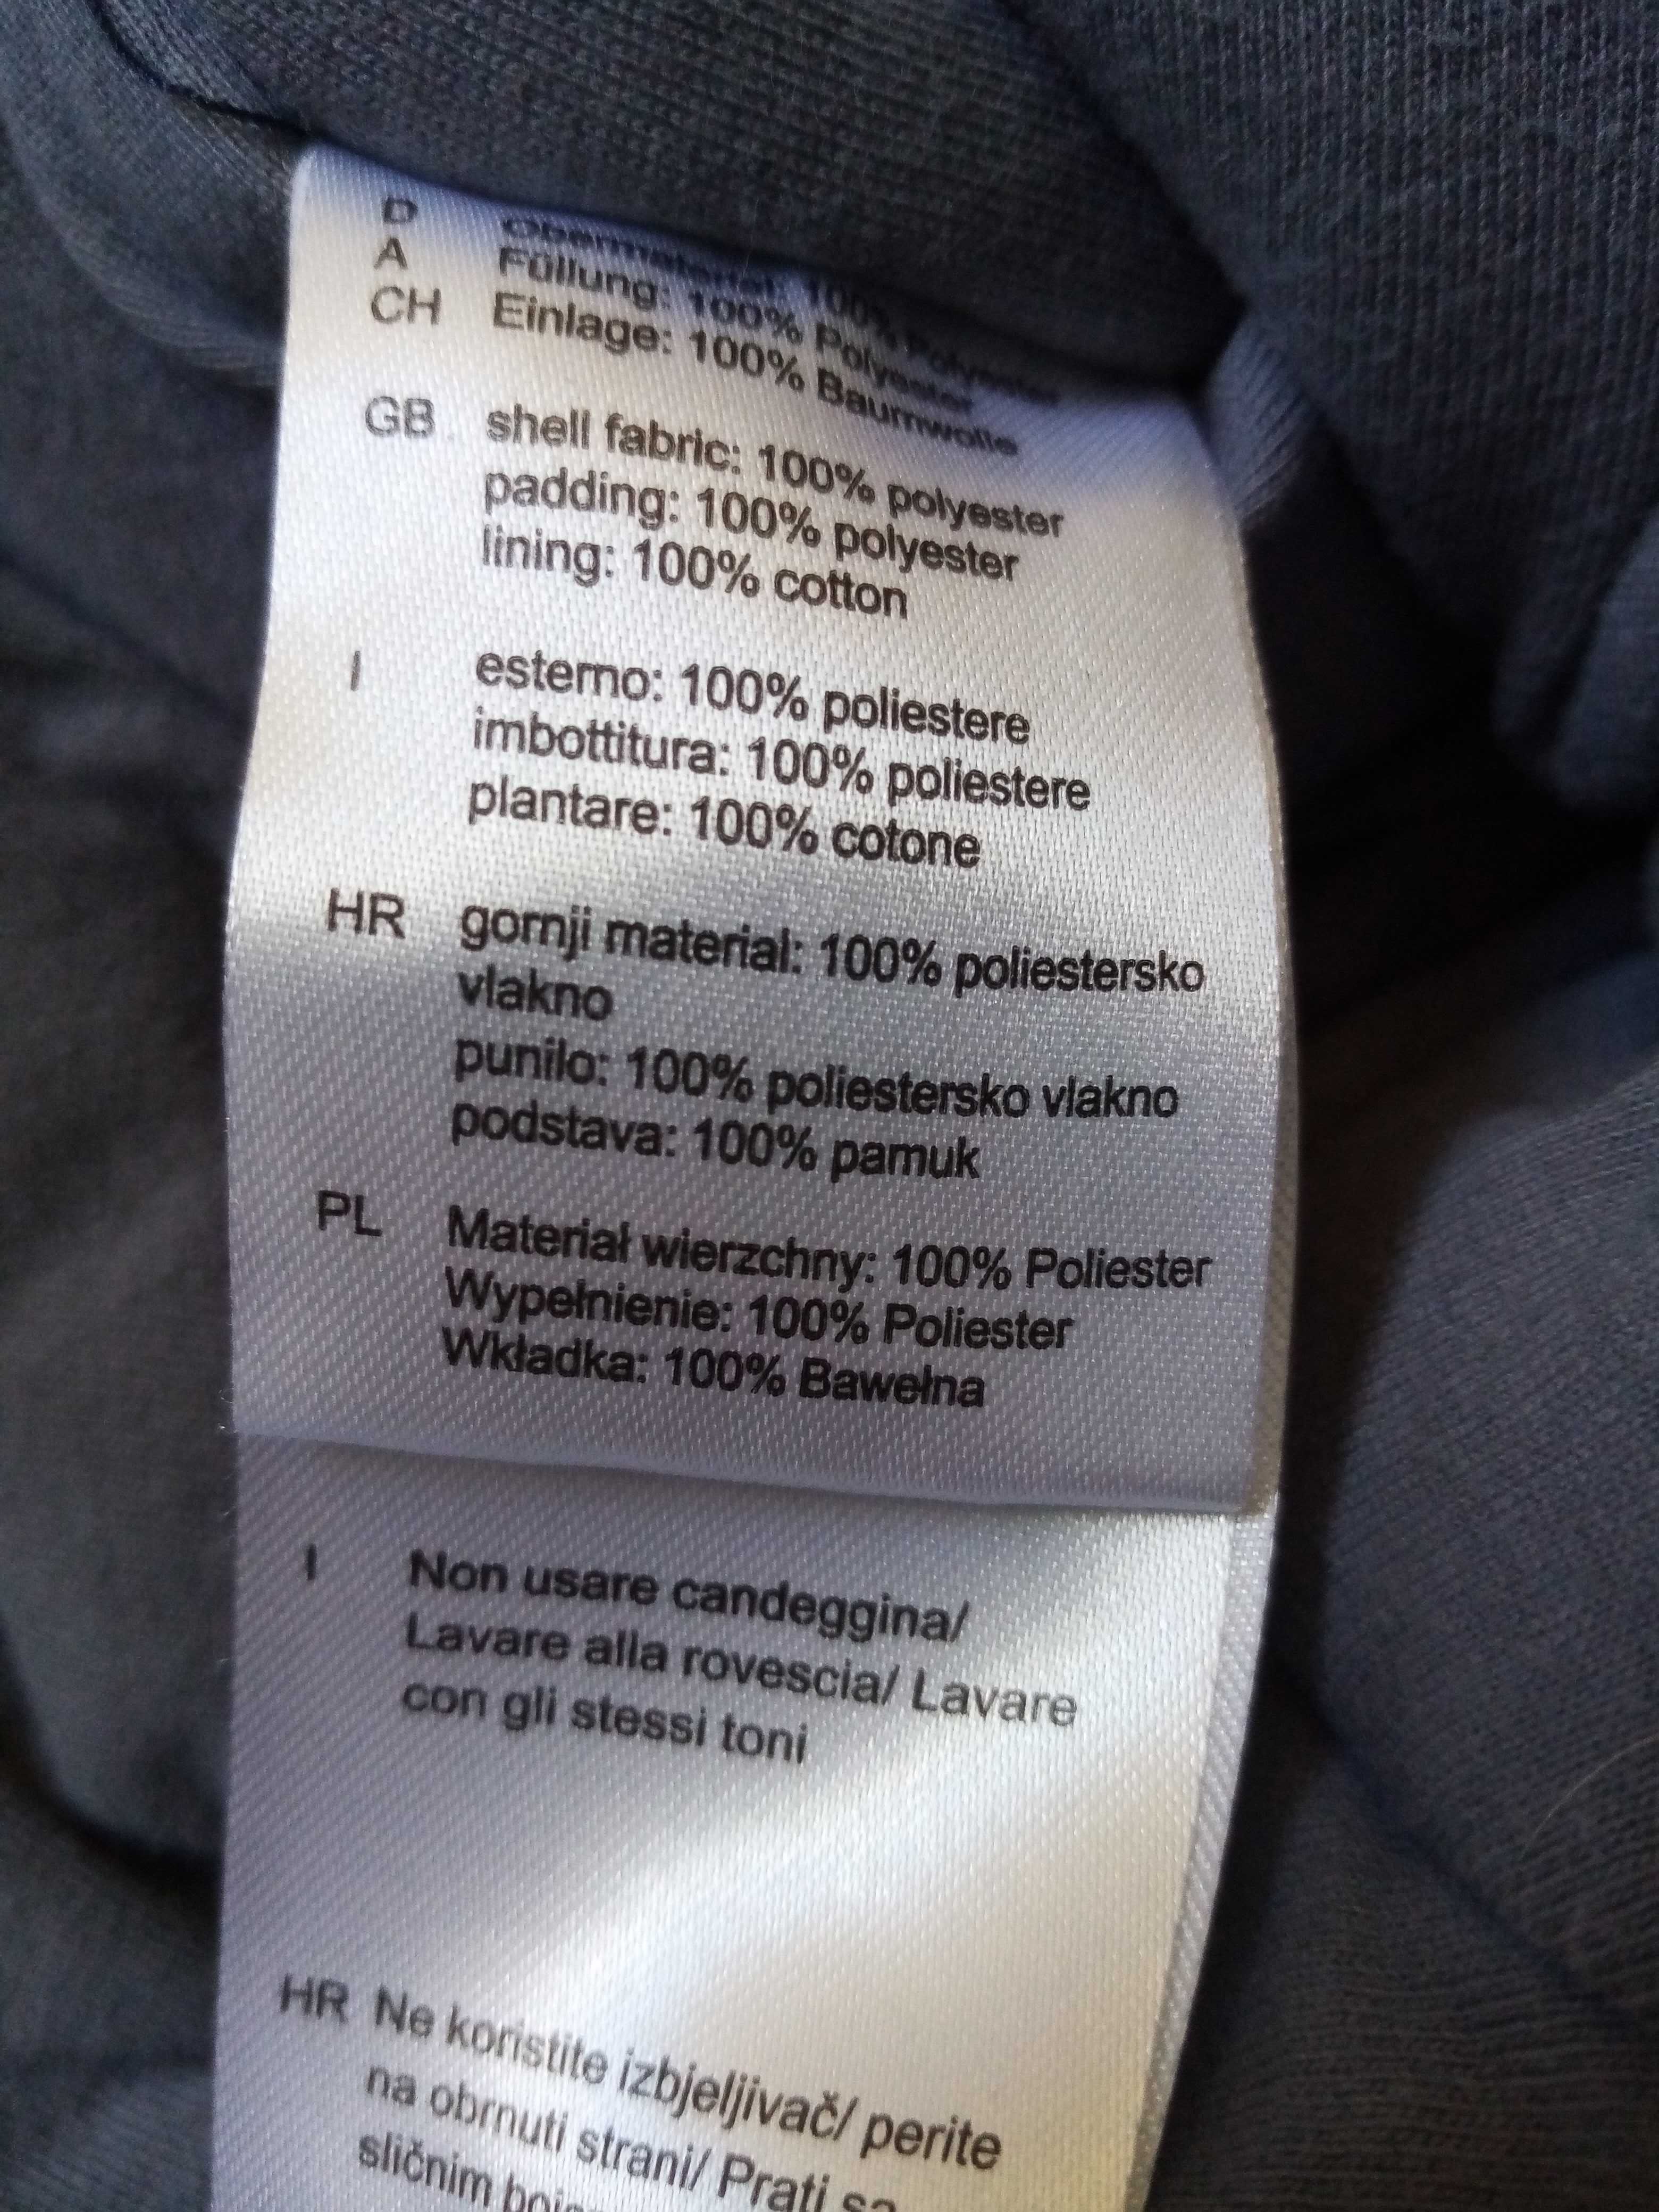 D Obermaterial: 100% Polyester
A Füllung: 100% Polyester
CH Einlage: 100% Baumwolle
GB shell fabric: 100% polyester
padding: 100% polyester
lining: 100% cotton
I esterno: 100% poliestere
imbottitura: 100% poliestere
plantare: 100% cotone
HR gornji material: 100% poliestersko
vlakno
punilo: 100% poliestersko vlakno
podstava: 100% pamuk
PL Materiał wierzchny: 100% Poliester
Wypełnienie: 100% Poliester
Wkładka: 100% Bawełna
I Non usare candeggina/
Lavare alla rovescia/ Lavare
con gli stessi toni
HR Ne koristite izbjeljivač/ perite
na obrnuti strani/ Prati sa
sličnim